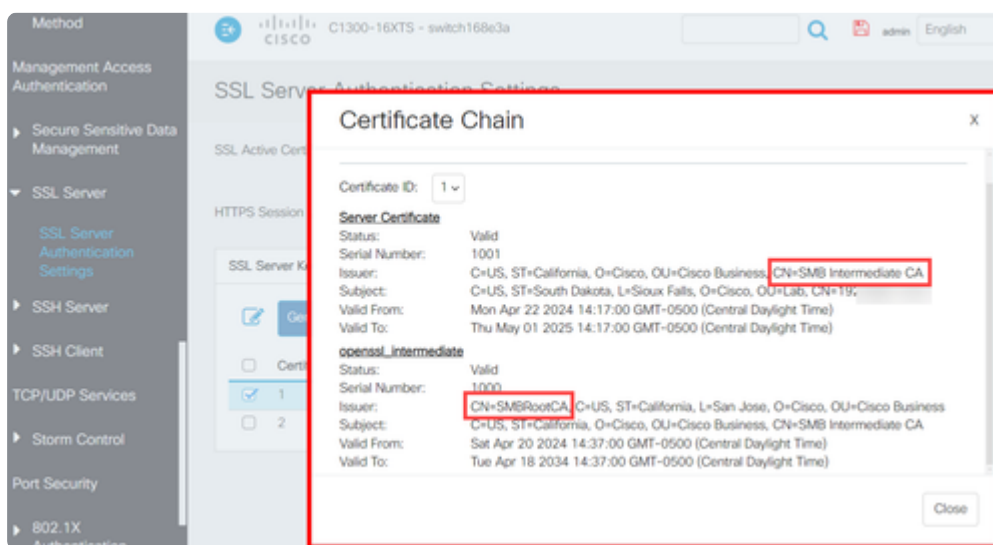 Method
Management Access
Authentication
Secure Sensitive Data
Management
SSL Server
SSL Server
Authentication
Settings
SSH Server
SSH Client
TCP/UDP Services
Storm Control
Port Security
802.1X
CISCO
C1300-16XTS - switch168e3a
admin
English
SSL Server Authentication Settings
SSL Active Cert
HTTPS Session
SSL Server Ke
Certif
1
2
Certificate Chain
X
Certificate ID: 1
Server Certificate
Status: Valid
Serial Number: 1001
Issuer: C=US, ST=California, O=Cisco, OU=Cisco Business, CN=SMB Intermediate CA
Subject: C=US, ST=South Dakota, L=Sioux Falls, O=Cisco, OU=Lab, CN=192
Valid From: Mon Apr 22 2024 14:17:00 GMT-0500 (Central Daylight Time)
Valid To: Thu May 01 2025 14:17:00 GMT-0500 (Central Daylight Time)
openssl_intermediate
Status: Valid
Serial Number: 1000
Issuer: CN=SMBRootCA, C=US, ST=California, L=San Jose, O=Cisco, OU=Cisco Business
Subject: C=US, ST=California, O=Cisco, OU=Cisco Business, CN=SMB Intermediate CA
Valid From: Sat Apr 20 2024 14:37:00 GMT-0500 (Central Daylight Time)
Valid To: Tue Apr 18 2034 14:37:00 GMT-0500 (Central Daylight Time)
Close